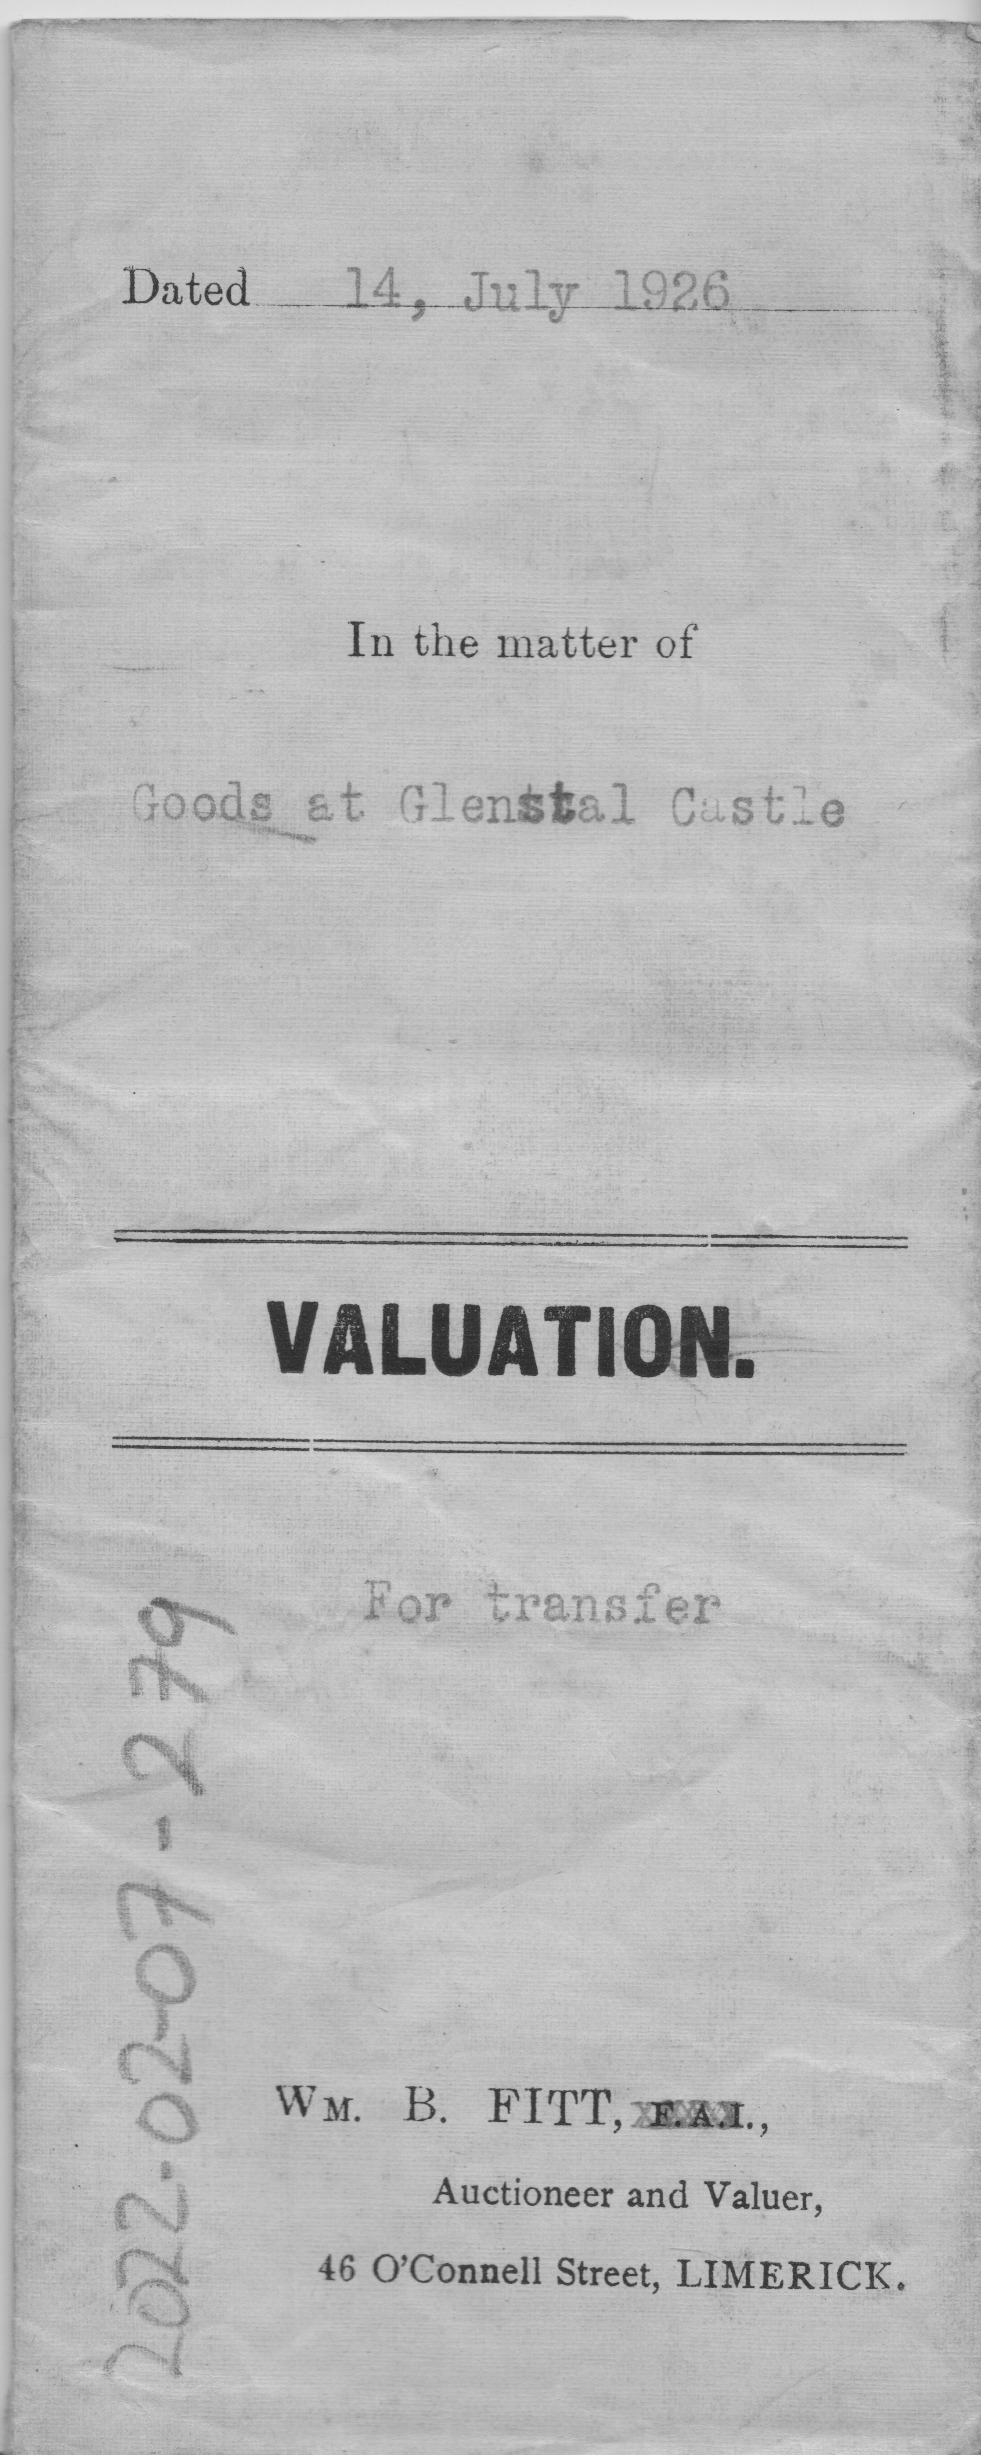 Dated 14, July 1926
In the matter of
Goods at Glenstal Castle
VALUATION.
For transfer
2022.02-07-279
WM. B. FITT, F.A.I.,
Auctioneer and Valuer,
46 O'Connell Street, LIMERICK.